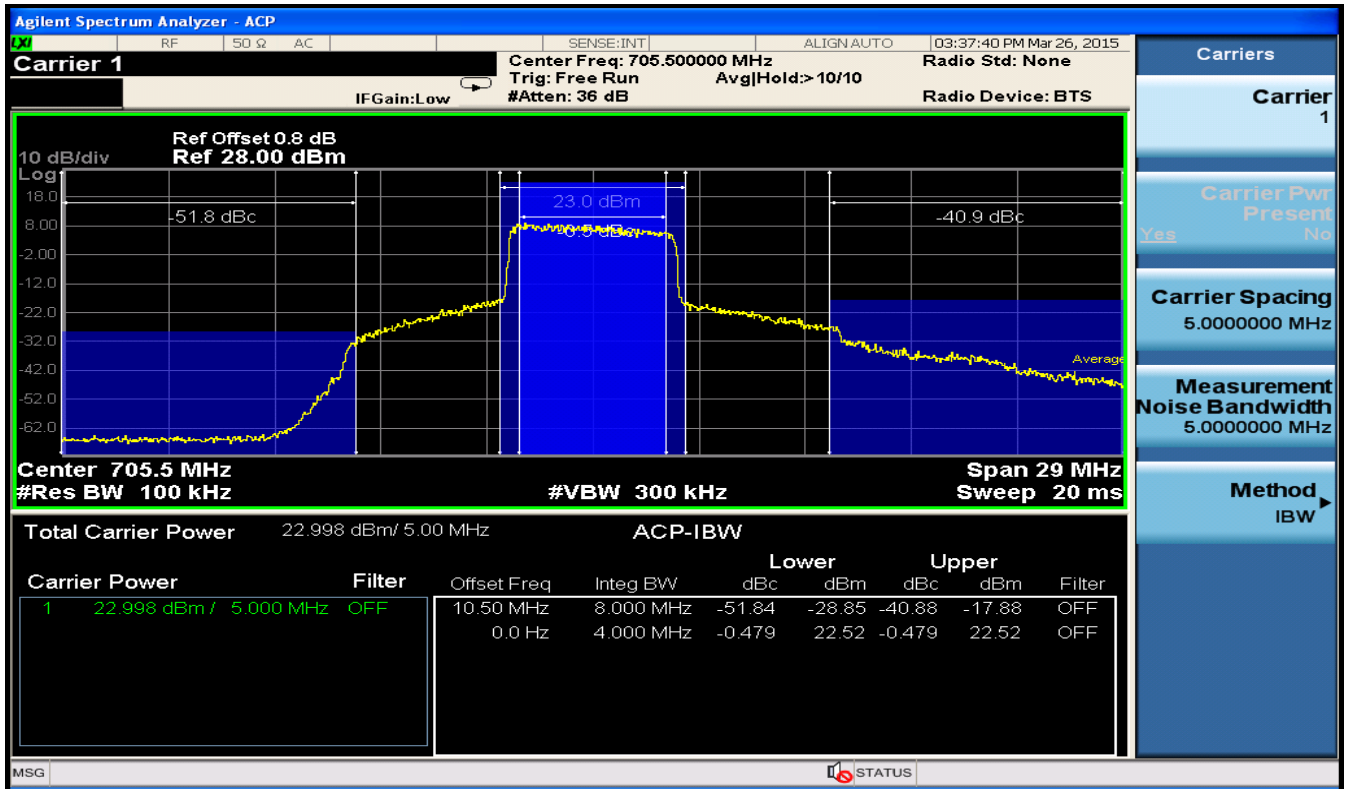 Agilent Spectrum Analyzer - ACP
LXI RF 50 Ω AC SENSE:INT ALIGN AUTO 03:37:40 PM Mar 26, 2015
Carrier 1
Center Freq: 705.500000 MHz Radio Std: None
Trig: Free Run Avg|Hold:> 10/10
IFGain:Low #Atten: 36 dB Radio Device: BTS
Ref Offset 0.8 dB
10 dB/div Ref 28.00 dBm
Log
18.0
8.00
-2.00
-12.0
-22.0
-32.0
-42.0
-52.0
-62.0
-51.8 dBc
23.0 dBm
-0.5 dBc
-40.9 dBc
Average
Center 705.5 MHz Span 29 MHz
#Res BW 100 kHz #VBW 300 kHz Sweep 20 ms
Total Carrier Power 22.998 dBm/ 5.00 MHz ACP-IBW
Lower Upper
Carrier Power Filter Offset Freq Integ BW dBc dBm dBc dBm Filter
1 22.998 dBm / 5.000 MHz OFF 10.50 MHz 8.000 MHz -51.84 -28.85 -40.88 -17.88 OFF
0.0 Hz 4.000 MHz -0.479 22.52 -0.479 22.52 OFF
MSG STATUS
Carriers
Carrier
1
Carrier Pwr
Present
Yes No
Carrier Spacing
5.0000000 MHz
Measurement
Noise Bandwidth
5.0000000 MHz
Method
IBW